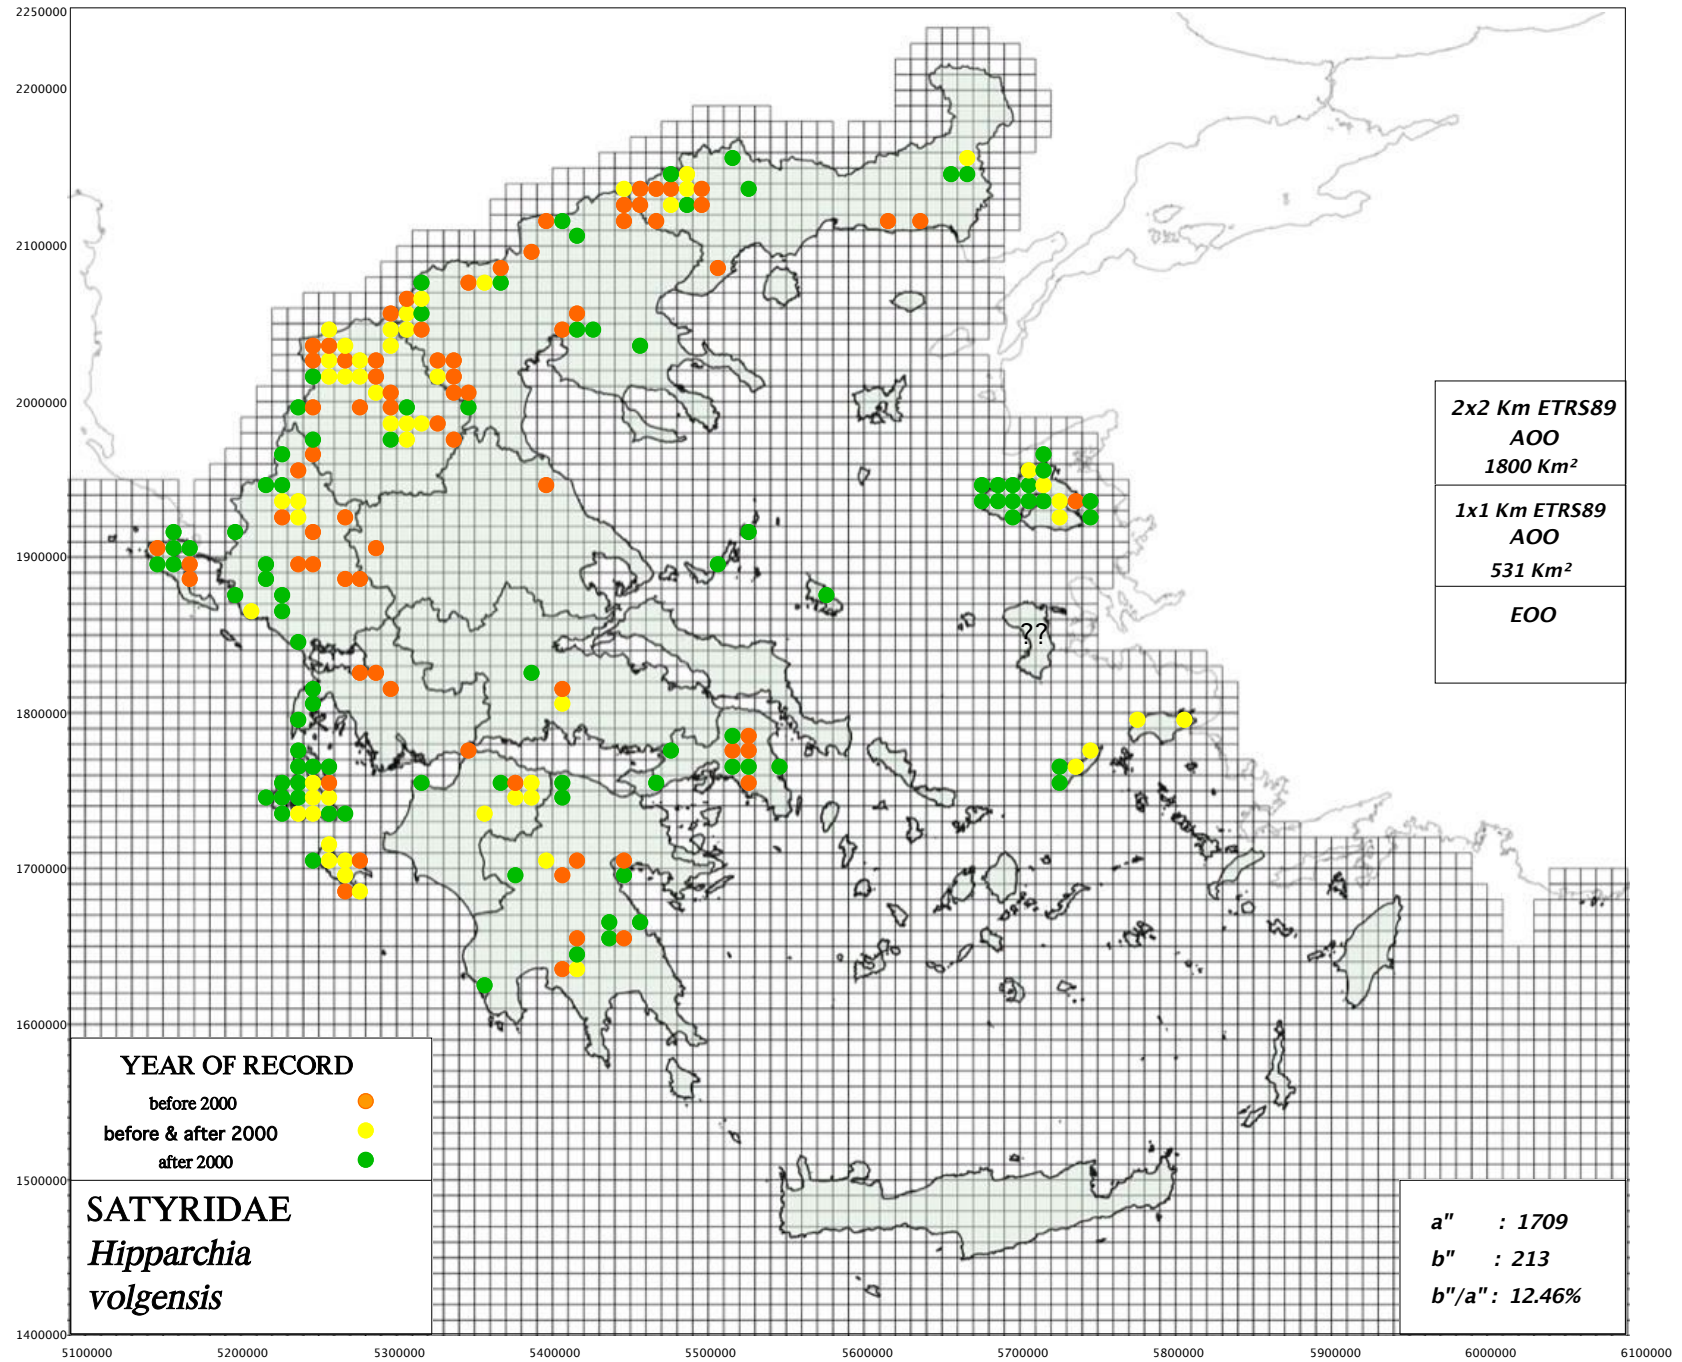 2250000
2200000
2100000
2000000
1900000
1800000
1700000
1600000
1500000
1400000
??
2x2 Km ETRS89
AOO
1800 Km²
1x1 Km ETRS89
AOO
531 Km²
EOO
YEAR OF RECORD
before 2000
before & after 2000
after 2000
SATYRIDAE
Hipparchia
volgensis
a" : 1709
b" : 213
b"/a" : 12.46%
5100000 5200000 5300000 5400000 5500000 5600000 5700000 5800000 5900000 6000000 6100000